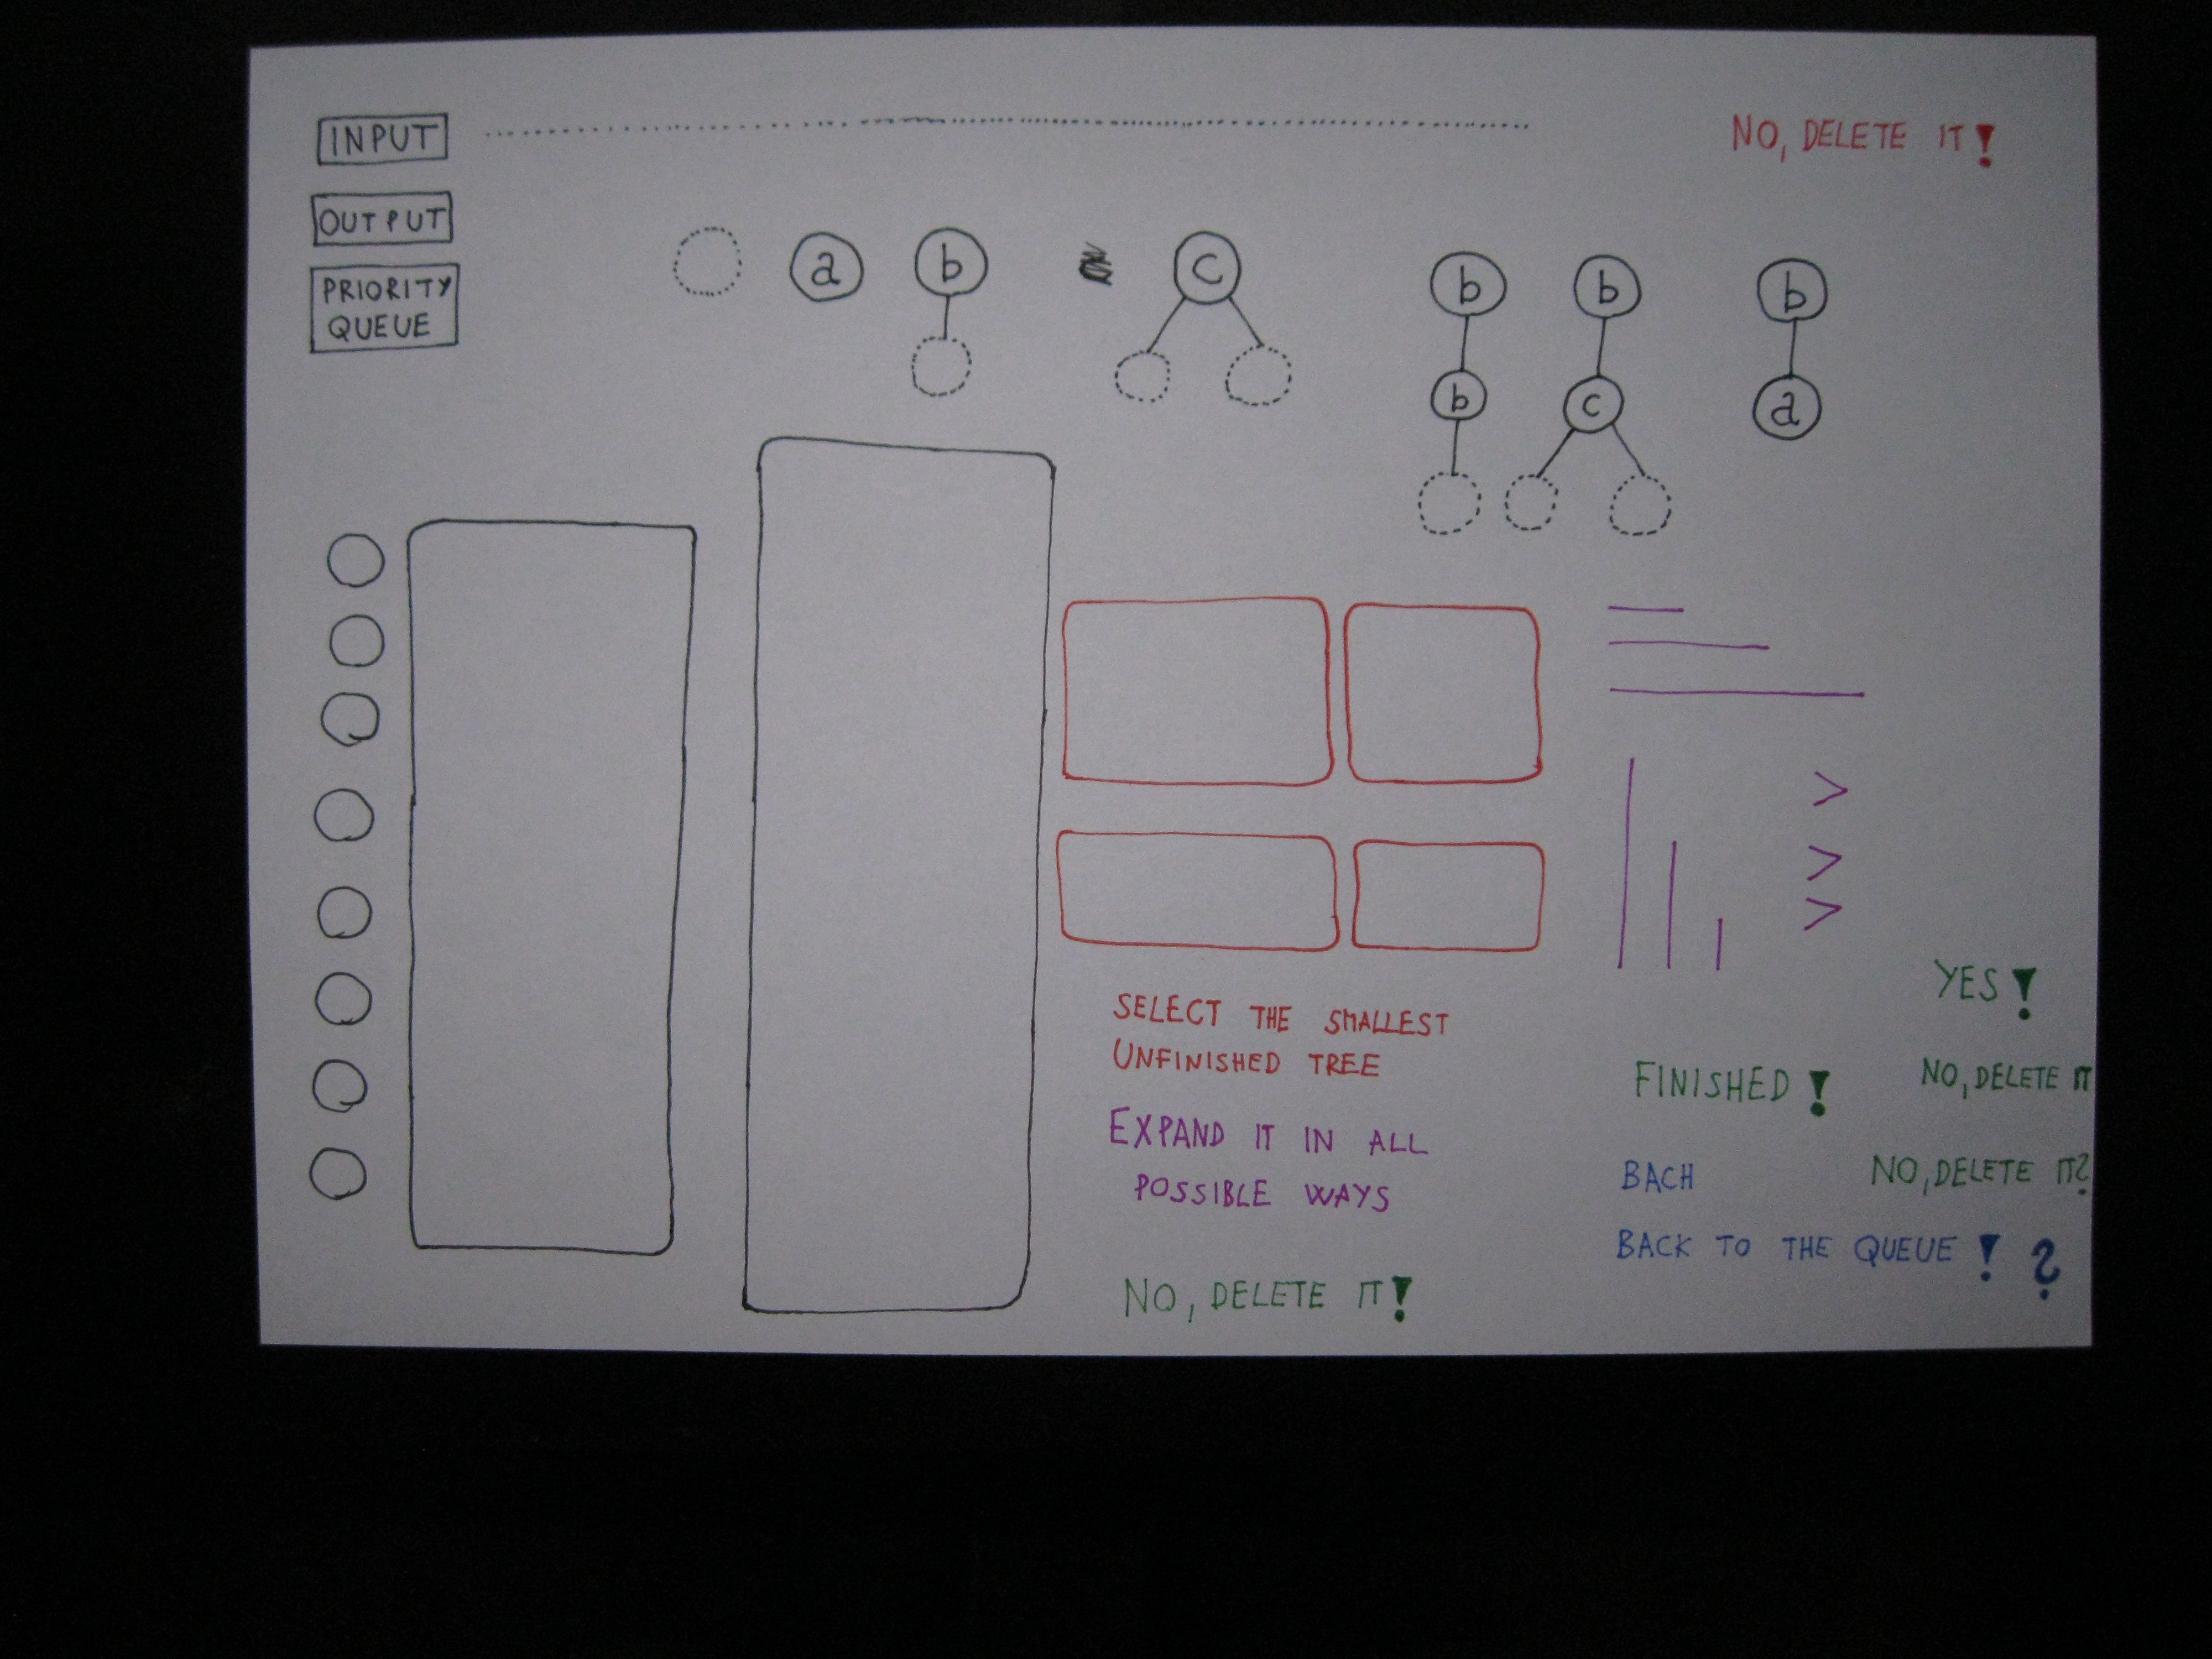 INPUT
NO, DELETE IT!
OUTPUT
PRIORITY
QUEUE
a
b
c
b
b
b
b
c
a
SELECT THE SMALLEST
UNFINISHED TREE
EXPAND IT IN ALL
POSSIBLE WAYS
NO, DELETE IT!
> 
>
>
YES!
FINISHED!
NO, DELETE IT
BACH
NO, DELETE IT?
BACK TO THE QUEUE! ?